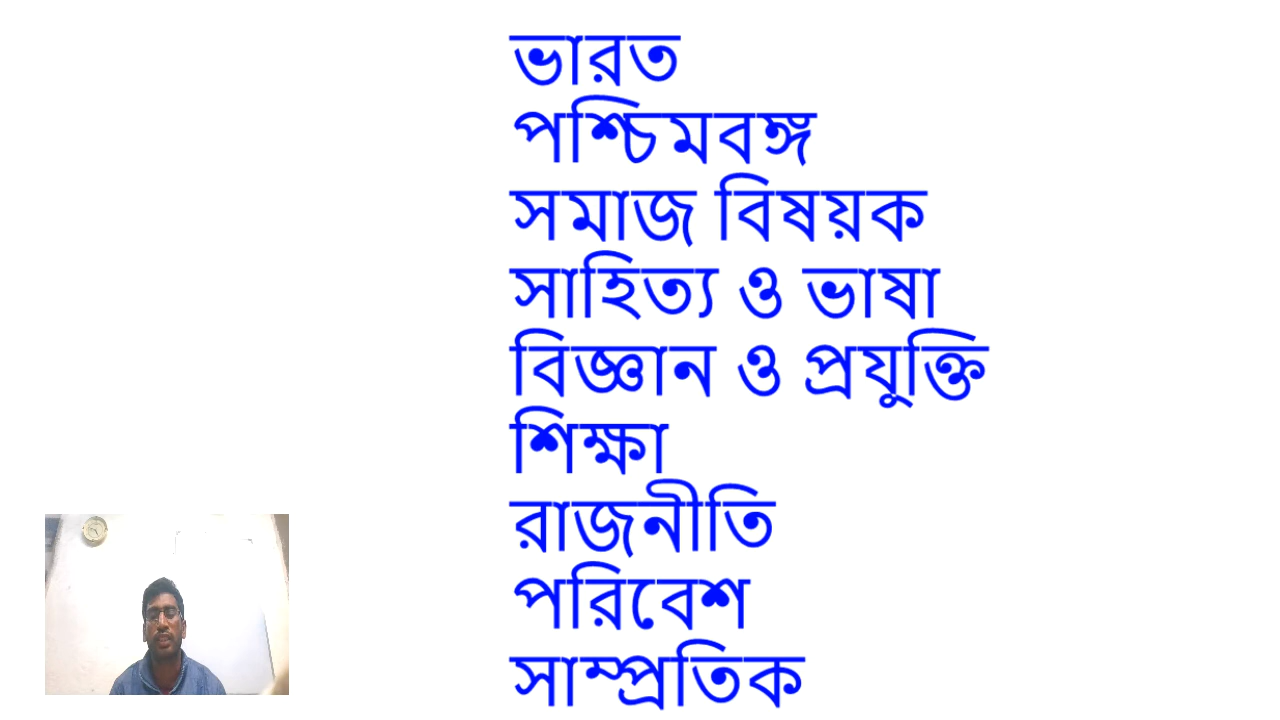 ভারত
পশ্চিমবঙ্গ
সমাজ বিষয়ক
সাহিত্য ও ভাষা
বিজ্ঞান ও প্রযুক্তি
শিক্ষা
রাজনীতি
পরিবেশ
সাম্প্রতিক